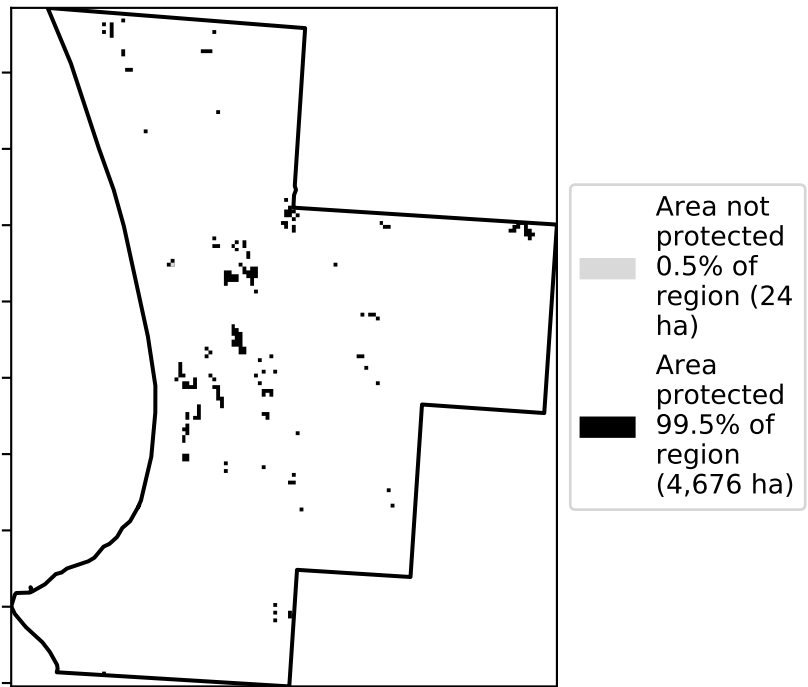 Area not
protected
0.5% of
region (24
ha)
Area
protected
99.5% of
region
(4,676 ha)